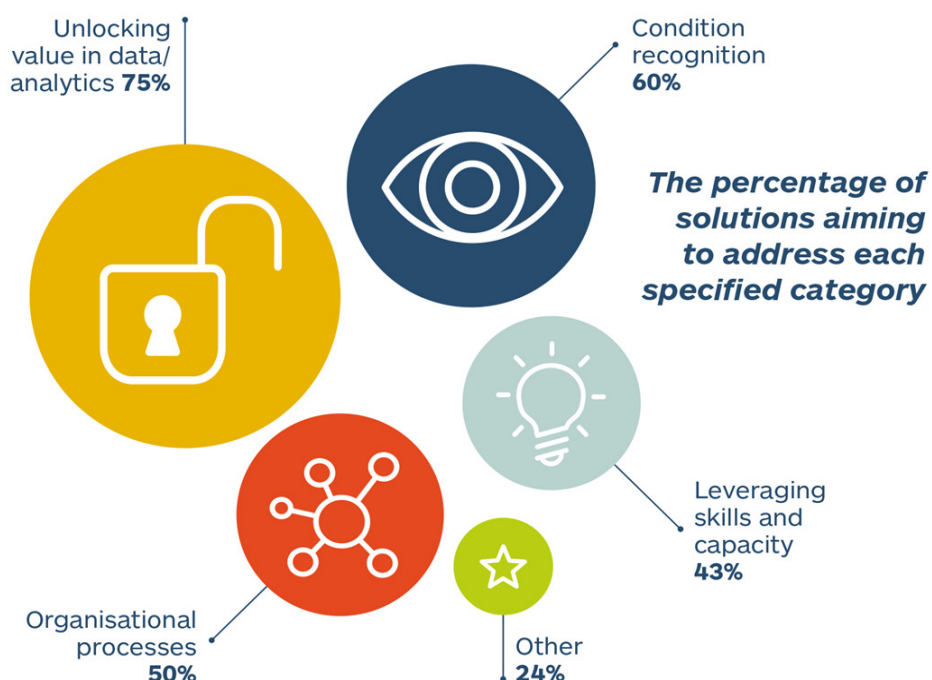 Unlocking
value in data/
analytics 75%
Condition
recognition
60%
The percentage of
solutions aiming
to address each
specified category
Leveraging
skills and
capacity
43%
Organisational
processes
50%
Other
24%